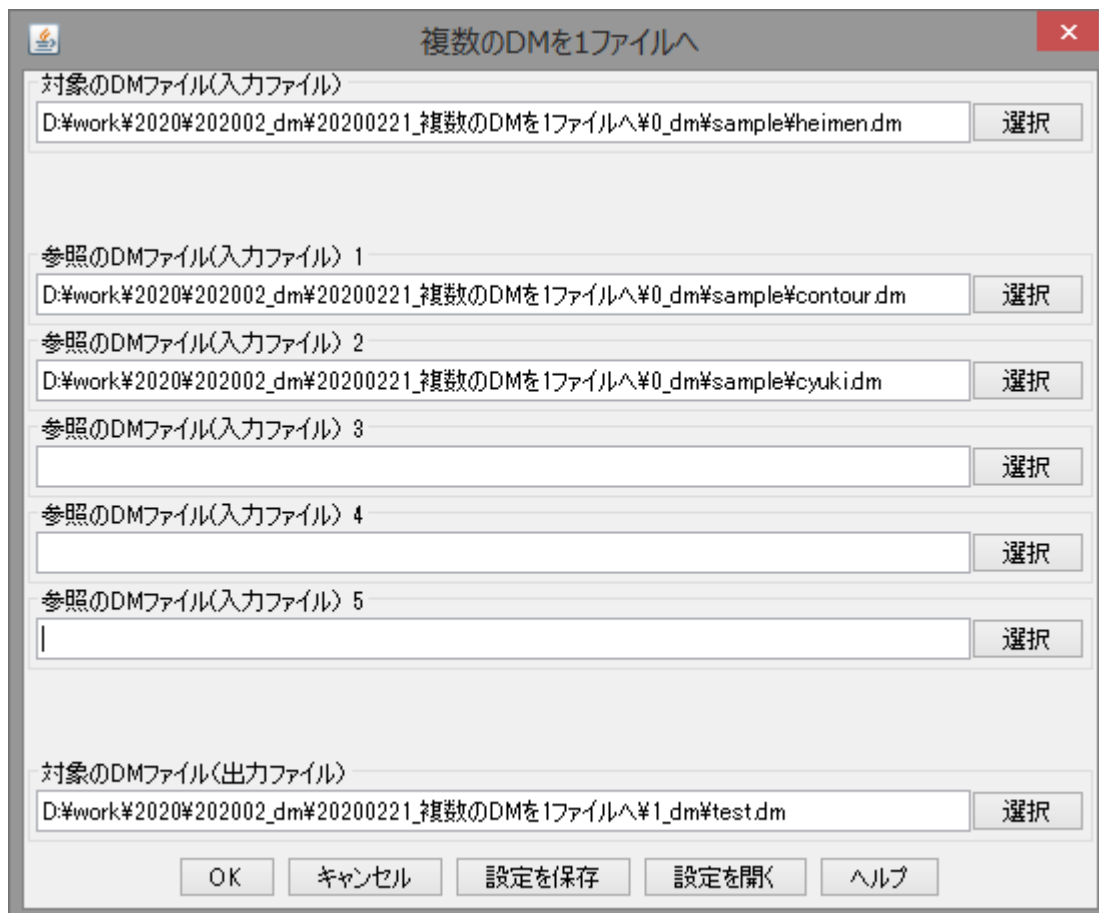 複数のDMを1ファイルへ
対象のDMファイル(入力ファイル)
D:¥work¥2020¥202002_dm¥20200221_複数のDMを1ファイルへ¥0_dm¥sample¥heimen.dm 選択
参照のDMファイル(入力ファイル) 1
D:¥work¥2020¥202002_dm¥20200221_複数のDMを1ファイルへ¥0_dm¥sample¥contour.dm 選択
参照のDMファイル(入力ファイル) 2
D:¥work¥2020¥202002_dm¥20200221_複数のDMを1ファイルへ¥0_dm¥sample¥cyuki.dm 選択
参照のDMファイル(入力ファイル) 3
選択
参照のDMファイル(入力ファイル) 4
選択
参照のDMファイル(入力ファイル) 5
選択
対象のDMファイル(出力ファイル)
D:¥work¥2020¥202002_dm¥20200221_複数のDMを1ファイルへ¥1_dm¥test.dm 選択
OK キャンセル 設定を保存 設定を開く ヘルプ